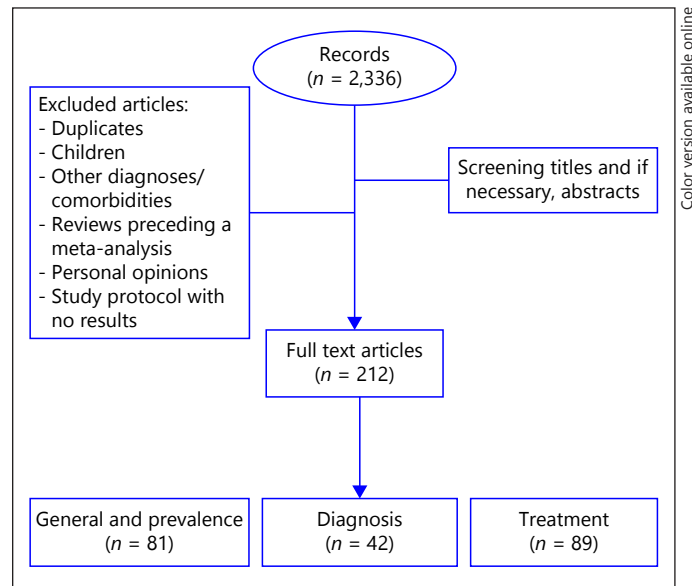 Records
(n = 2,336)
Excluded articles:
- Duplicates
- Children
- Other diagnoses/
comorbidities
- Reviews preceding a
meta-analysis
- Personal opinions
- Study protocol with
no results
Screening titles and if
necessary, abstracts
Full text articles
(n = 212)
General and prevalence
(n = 81)
Diagnosis
(n = 42)
Treatment
(n = 89)
Color version available online